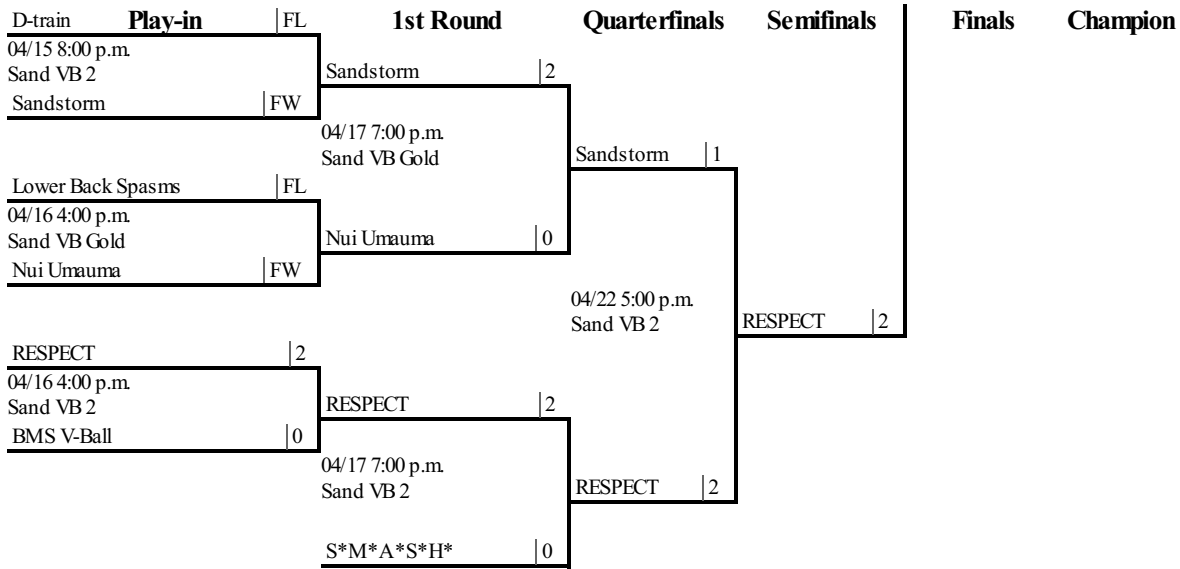 D-train Play-in FL 1st Round Quarterfinals Semifinals Finals Champion
04/15 8:00 p.m.
Sand VB 2
Sandstorm FW
Sandstorm 2
04/17 7:00 p.m.
Sand VB Gold
Sandstorm 1
Lower Back Spasms FL
04/16 4:00 p.m.
Sand VB Gold
Nui Umauma FW
Nui Umauma 0
04/22 5:00 p.m.
Sand VB 2
RESPECT 2
RESPECT 2
04/16 4:00 p.m.
Sand VB 2
BMS V-Ball 0
RESPECT 2
04/17 7:00 p.m.
Sand VB 2
RESPECT 2
S*M*A*S*H* 0